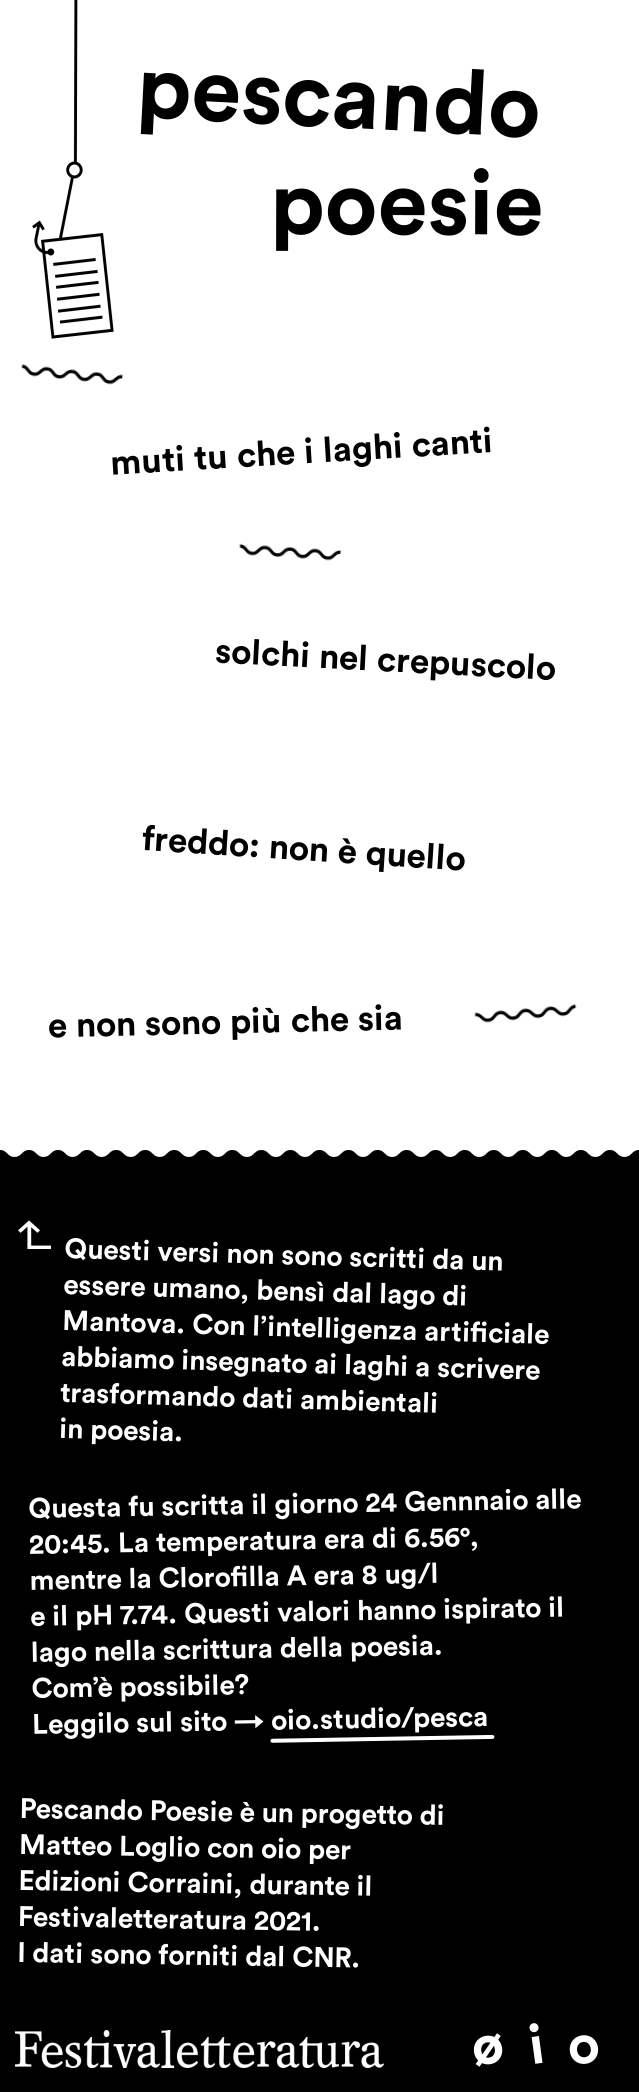 pescando
poesie
muti tu che i laghi canti
solchi nel crepuscolo
freddo: non è quello
e non sono più che sia
Questi versi non sono scritti da un
essere umano, bensì dal lago di
Mantova. Con l’intelligenza artificiale
abbiamo insegnato ai laghi a scrivere
trasformando dati ambientali
in poesia.
Questa fu scritta il giorno 24 Gennnaio alle
20:45. La temperatura era di 6.56°,
mentre la Clorofilla A era 8 ug/l
e il pH 7.74. Questi valori hanno ispirato il
lago nella scrittura della poesia.
Com’è possibile?
Leggilo sul sito → oio.studio/pesca
Pescando Poesie è un progetto di
Matteo Loglio con oio per
Edizioni Corraini, durante il
Festivaletteratura 2021.
I dati sono forniti dal CNR.
Festivaletteratura
ø i o